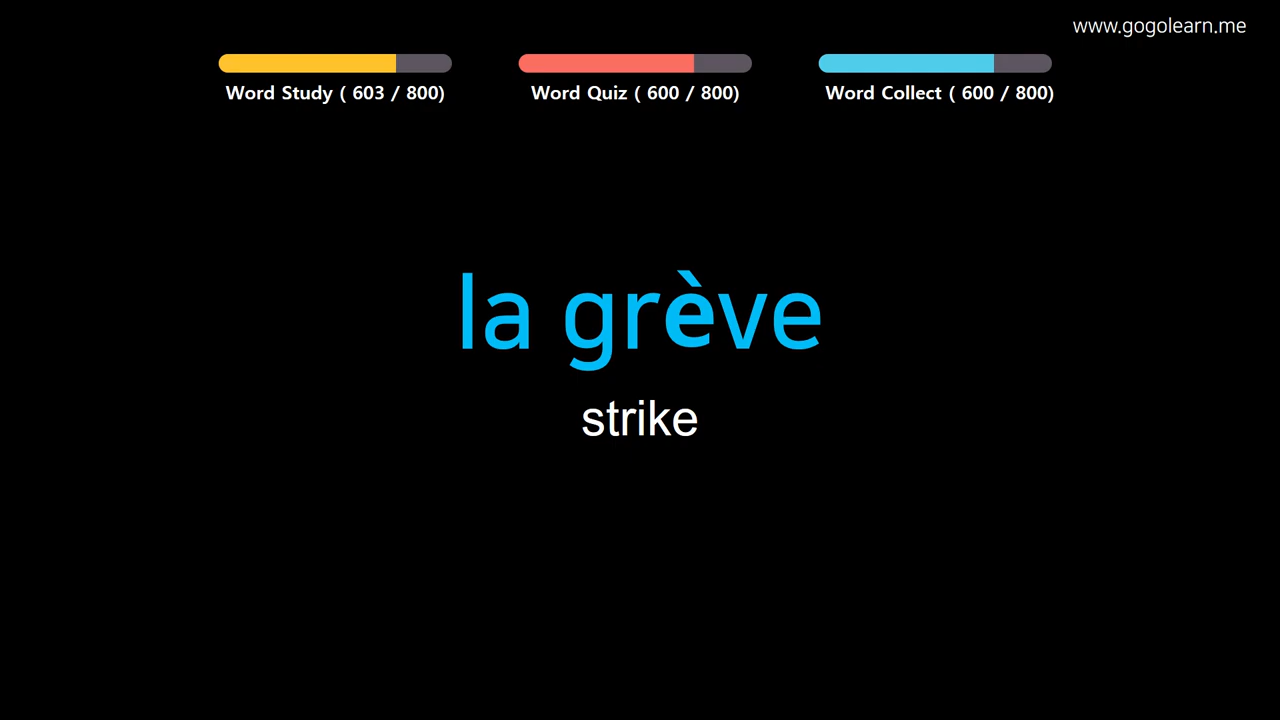 www.gogolearn.me
Word Study ( 603 / 800)
Word Quiz ( 600 / 800)
Word Collect ( 600 / 800)
la grève
strike